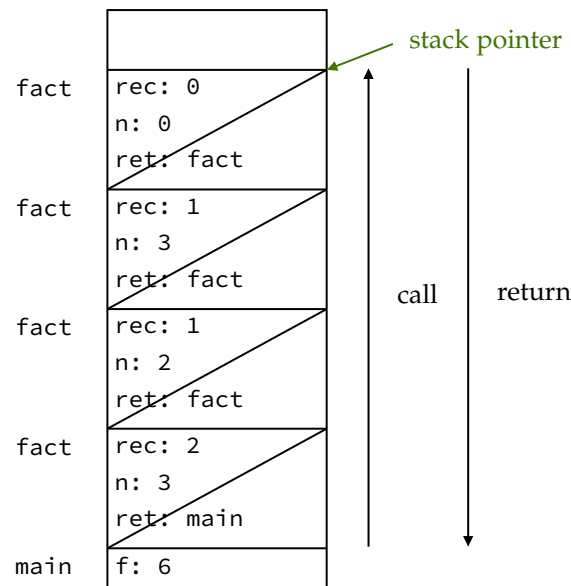 stack pointer
fact
rec: 0
n: 0
ret: fact
fact
rec: 1
n: 3
ret: fact
call
return
fact
rec: 1
n: 2
ret: fact
fact
rec: 2
n: 3
ret: main
main
f: 6